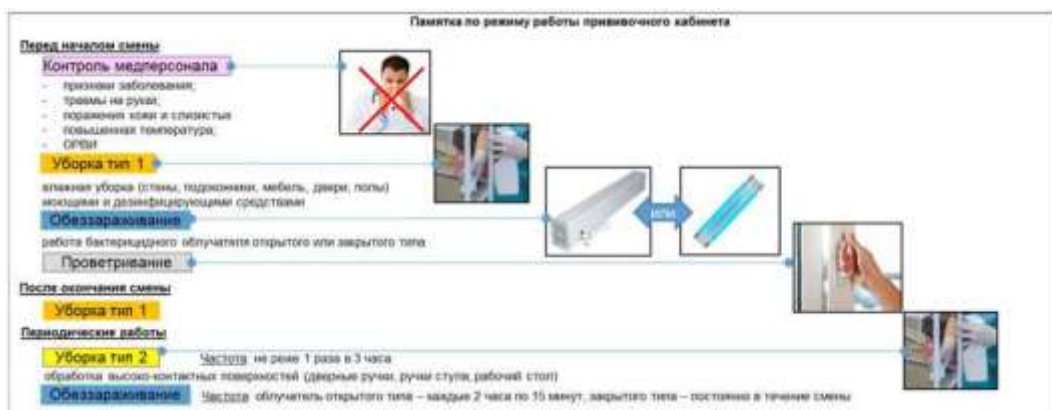 Памятка по режиму работы прививочного кабинета
Перед началом смены
Контроль медперсонала
- признаки заболевания;
- травмы на руках;
- поражения кожи и слизистых
- повышенная температура;
- ОРВИ
Уборка тип 1
влажная уборка (стены, подоконники, мебель, двери, полы)
моющими и дезинфицирующими средствами
Обеззараживание
ИЛИ
работа бактерицидного облучателя открытого или закрытого типа
Проветривание
После окончания смены
Уборка тип 1
Периодические работы
Уборка тип 2 Частота: не реже 1 раза в 3 часа
обработка высоко-контактных поверхностей (дверные ручки, ручки стула, рабочий стол)
Обеззараживание Частота: облучатель открытого типа – каждые 2 часа по 15 минут, закрытого типа – постоянно в течение смены